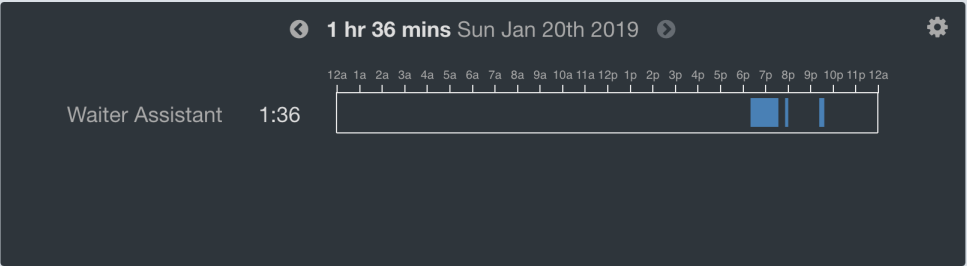 1 hr 36 mins Sun Jan 20th 2019
12a 1a 2a 3a 4a 5a 6a 7a 8a 9a 10a 11a 12p 1p 2p 3p 4p 5p 6p 7p 8p 9p 10p 11p 12a
Waiter Assistant 1:36